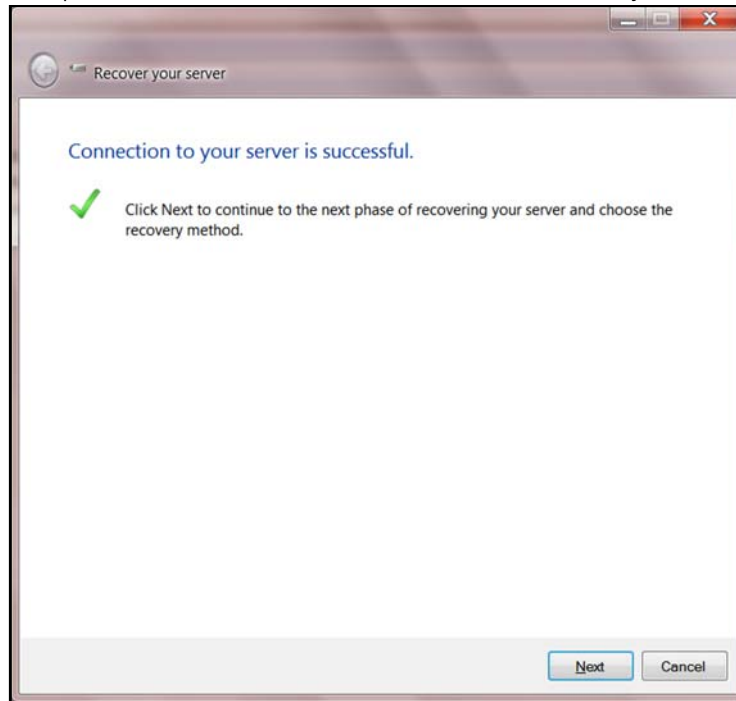 Recover your server
Connection to your server is successful.
Click Next to continue to the next phase of recovering your server and choose the
recovery method.
Next
Cancel